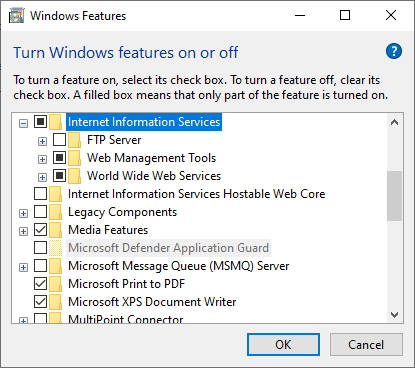 Windows Features
Turn Windows features on or off
?
To turn a feature on, select its check box. To turn a feature off, clear its
check box. A filled box means that only part of the feature is turned on.
Internet Information Services
FTP Server
Web Management Tools
World Wide Web Services
Internet Information Services Hostable Web Core
Legacy Components
Media Features
Microsoft Defender Application Guard
Microsoft Message Queue (MSMQ) Server
Microsoft Print to PDF
Microsoft XPS Document Writer
MultiPoint Connector
OK
Cancel